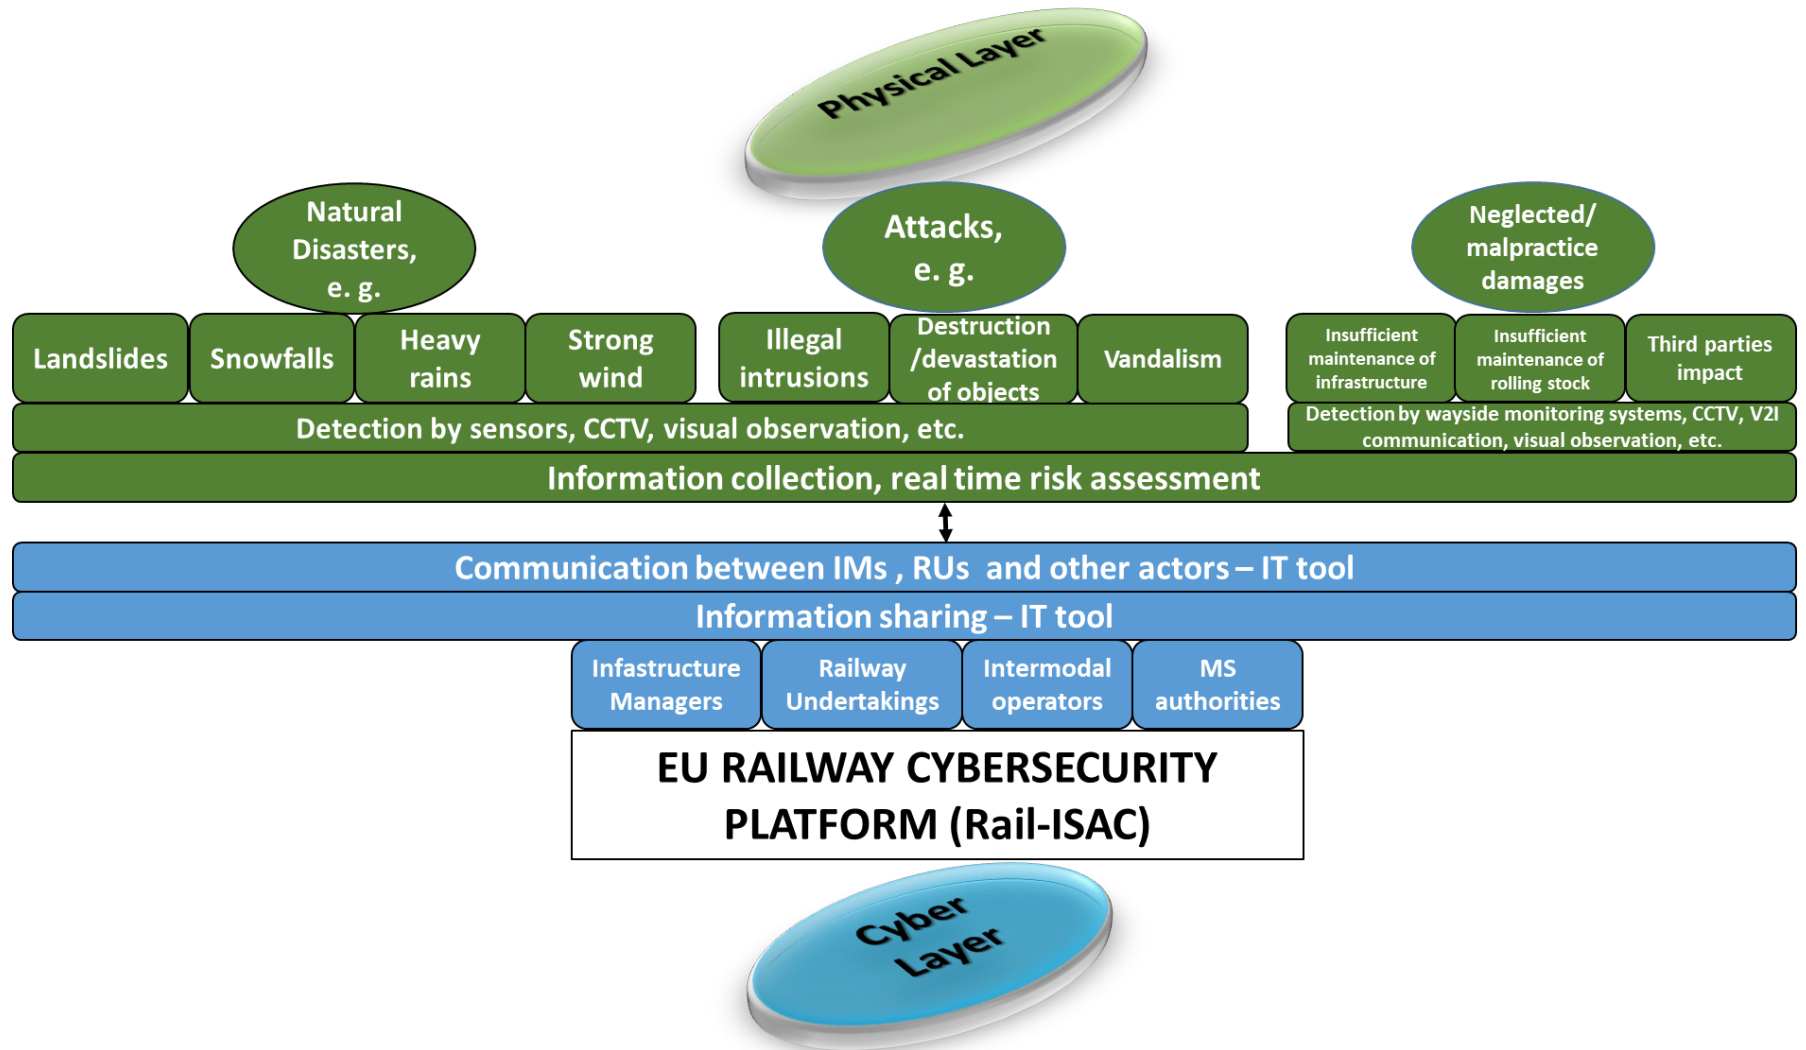 Physical Layer
Natural
Disasters,
e. g.
Attacks,
e. g.
Neglected/
malpractice
damages
Landslides
Snowfalls
Heavy
rains
Strong
wind
Illegal
intrusions
Destruction
/devastation
of objects
Vandalism
Insufficient
maintenance of
infrastructure
Insufficient
maintenance of
rolling stock
Third parties
impact
Detection by sensors, CCTV, visual observation, etc.
Detection by wayside monitoring systems, CCTV, V2I
communication, visual observation, etc.
Information collection, real time risk assessment
Communication between IMs , RUs  and other actors – IT tool
Information sharing – IT tool
Infastructure
Managers
Railway
Undertakings
Intermodal
operators
MS
authorities
EU RAILWAY CYBERSECURITY
PLATFORM (Rail-ISAC)
Cyber
Layer